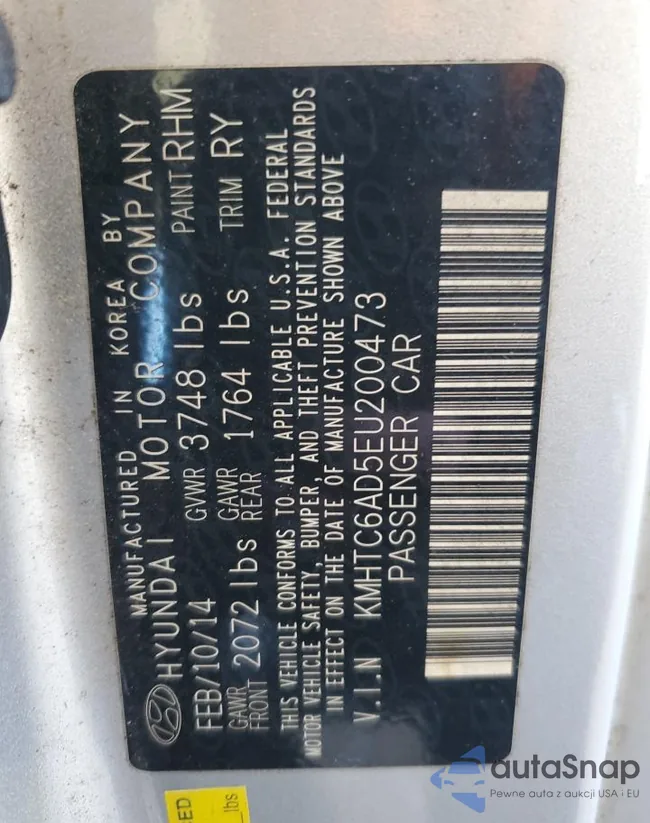 MANUFACTURED IN KOREA BY
HYUNDAI MOTOR COMPANY
FEB/10/14 GVWR 3748 lbs PAINT RHM
GAWR FRONT 2072 lbs GAWR REAR 1764 lbs TRIM RY
THIS VEHICLE CONFORMS TO ALL APPLICABLE U.S.A. FEDERAL
MOTOR VEHICLE SAFETY, BUMPER, AND THEFT PREVENTION STANDARDS
IN EFFECT ON THE DATE OF MANUFACTURE SHOWN ABOVE
V.I.N KMHTC6AD5EU200473
PASSENGER CAR
lbs
autaSnap
Pewne auta z aukcji USA i EU